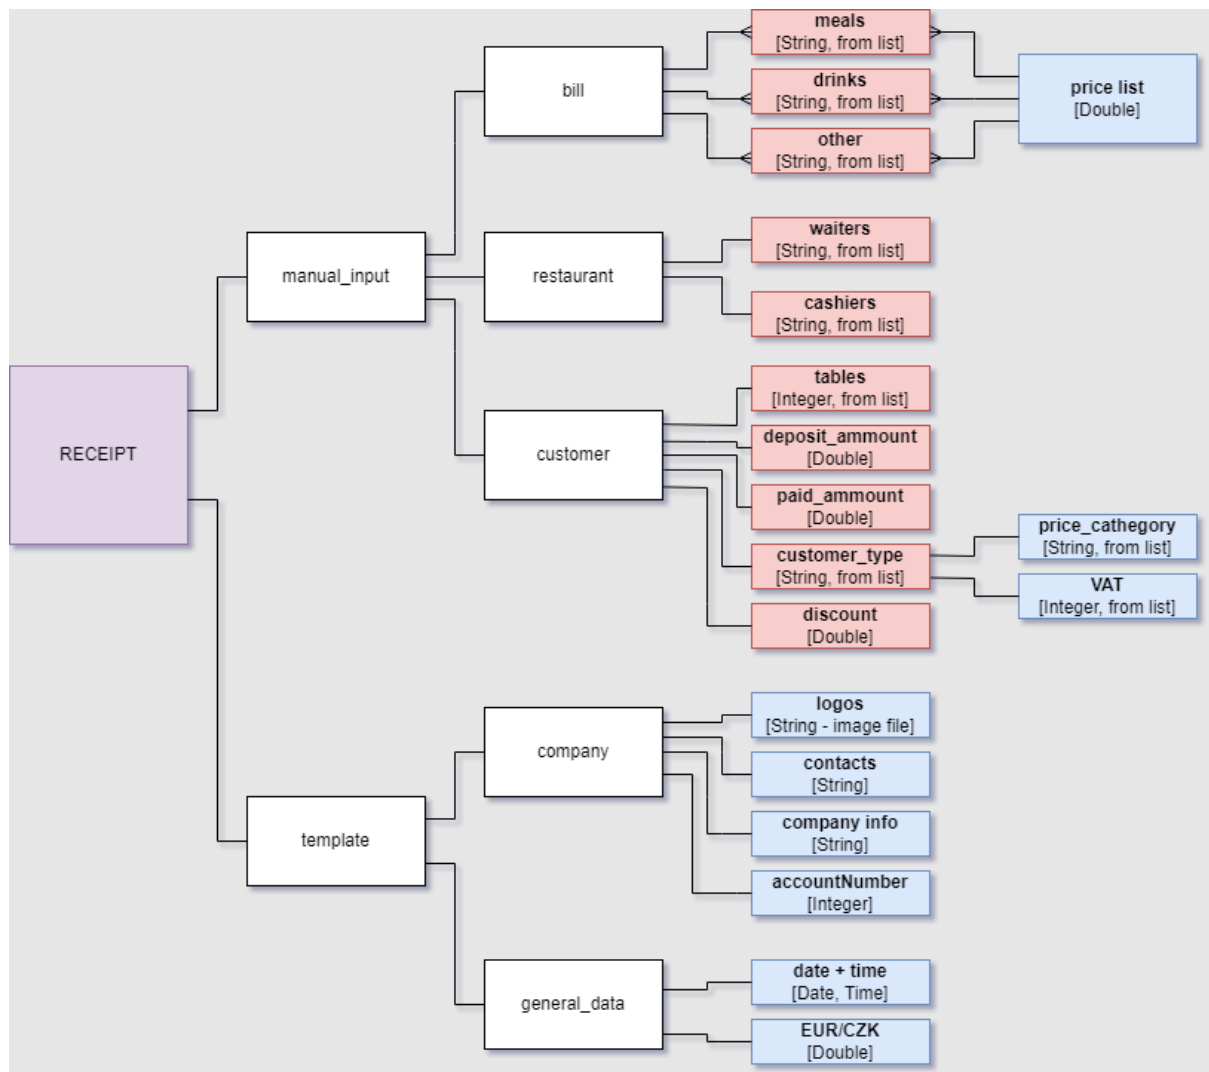 meals
[String, from list]
bill
drinks
[String, from list]
price list
[Double]
other
[String, from list]
waiters
[String, from list]
manual_input
restaurant
cashiers
[String, from list]
RECEIPT
customer
tables
[Integer, from list]
deposit_ammount
[Double]
paid_ammount
[Double]
customer_type
[String, from list]
price_cathegory
[String, from list]
VAT
[Integer, from list]
discount
[Double]
template
company
logos
[String - image file]
contacts
[String]
company info
[String]
accountNumber
[Integer]
general_data
date + time
[Date, Time]
EUR/CZK
[Double]